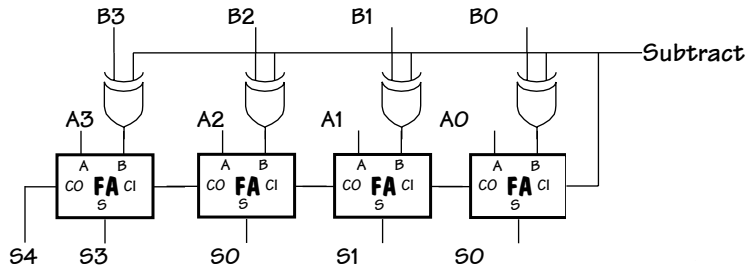 B3 B2 B1 B0
Subtract
A3 A2 A1 A0
A B A B A B A B
CO FA CI CO FA CI CO FA CI CO FA CI
S S S S
S4 S3 S0 S1 S0